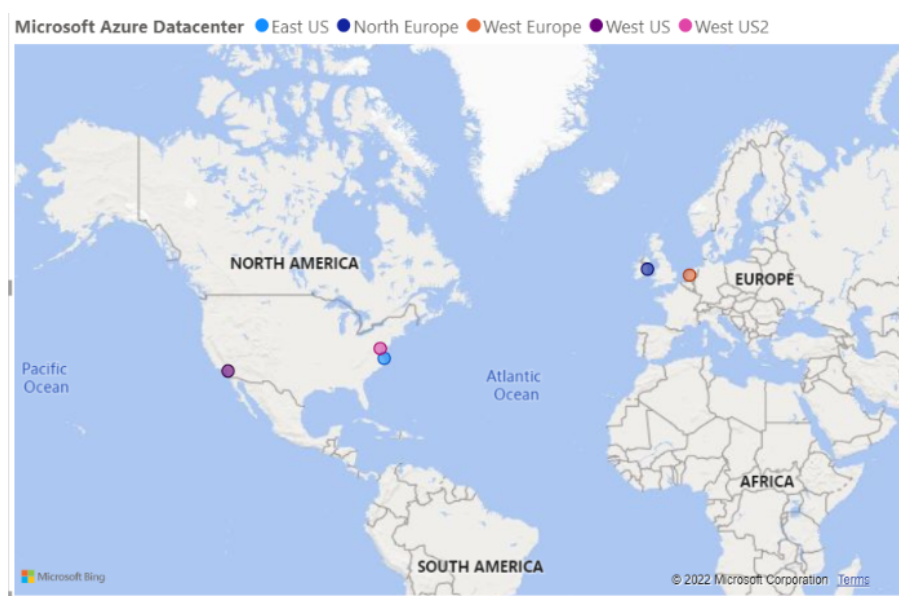 Microsoft Azure Datacenter East US North Europe West Europe West US West US2
NORTH AMERICA
EUROPE
Pacific
Ocean
Atlantic
Ocean
AFRICA
SOUTH AMERICA
Microsoft Bing
© 2022 Microsoft Corporation Terms